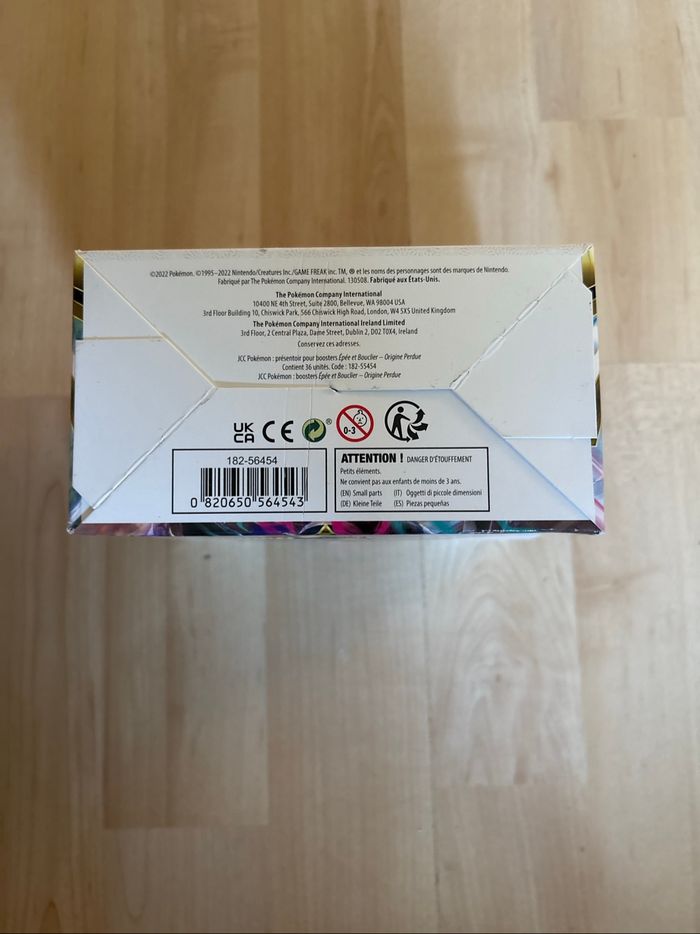 ©2022 Pokémon. ©1995–2022 Nintendo/Creatures Inc./GAME FREAK inc. TM, ® et les noms des personnages sont des marques de Nintendo.
Fabriqué par The Pokémon Company International. 130508. Fabriqué aux États-Unis.
The Pokémon Company International
10400 NE 4th Street, Suite 2800, Bellevue, WA 98004 USA
3rd Floor Building 10, Chiswick Park, 566 Chiswick High Road, London, W4 5XS United Kingdom
The Pokémon Company International Ireland Limited
3rd Floor, 2 Central Plaza, Dame Street, Dublin 2, D02 T0X4, Ireland
Conservez ces adresses.
JCC Pokémon : présentoir pour boosters Épée et Bouclier – Origine Perdue
Contient 36 unités. Code : 182-55454
JCC Pokémon : boosters Épée et Bouclier – Origine Perdue
UK
CA CE ® 0-3
182-56454
0 820650 564543
ATTENTION ! DANGER D'ÉTOUFFEMENT
Petits éléments.
Ne convient pas aux enfants de moins de 3 ans.
(EN) Small parts (IT) Oggetti di piccole dimensioni
(DE) Kleine Teile (ES) Piezas pequeñas